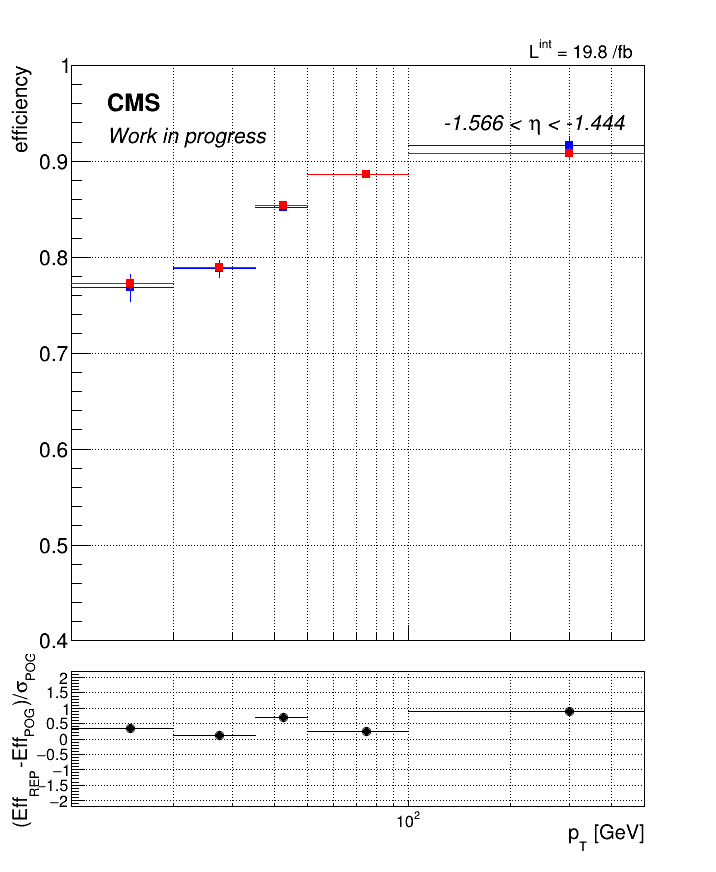 L^int = 19.8 /fb
1
efficiency
CMS
-1.566 < η < -1.444
Work in progress
0.9
0.8
0.7
0.6
0.5
0.4
(Eff_REP -Eff_POG)/σ_POG
2
1.5
1
0.5
0
−0.5
−1
−1.5
−2
10^2
p_T [GeV]